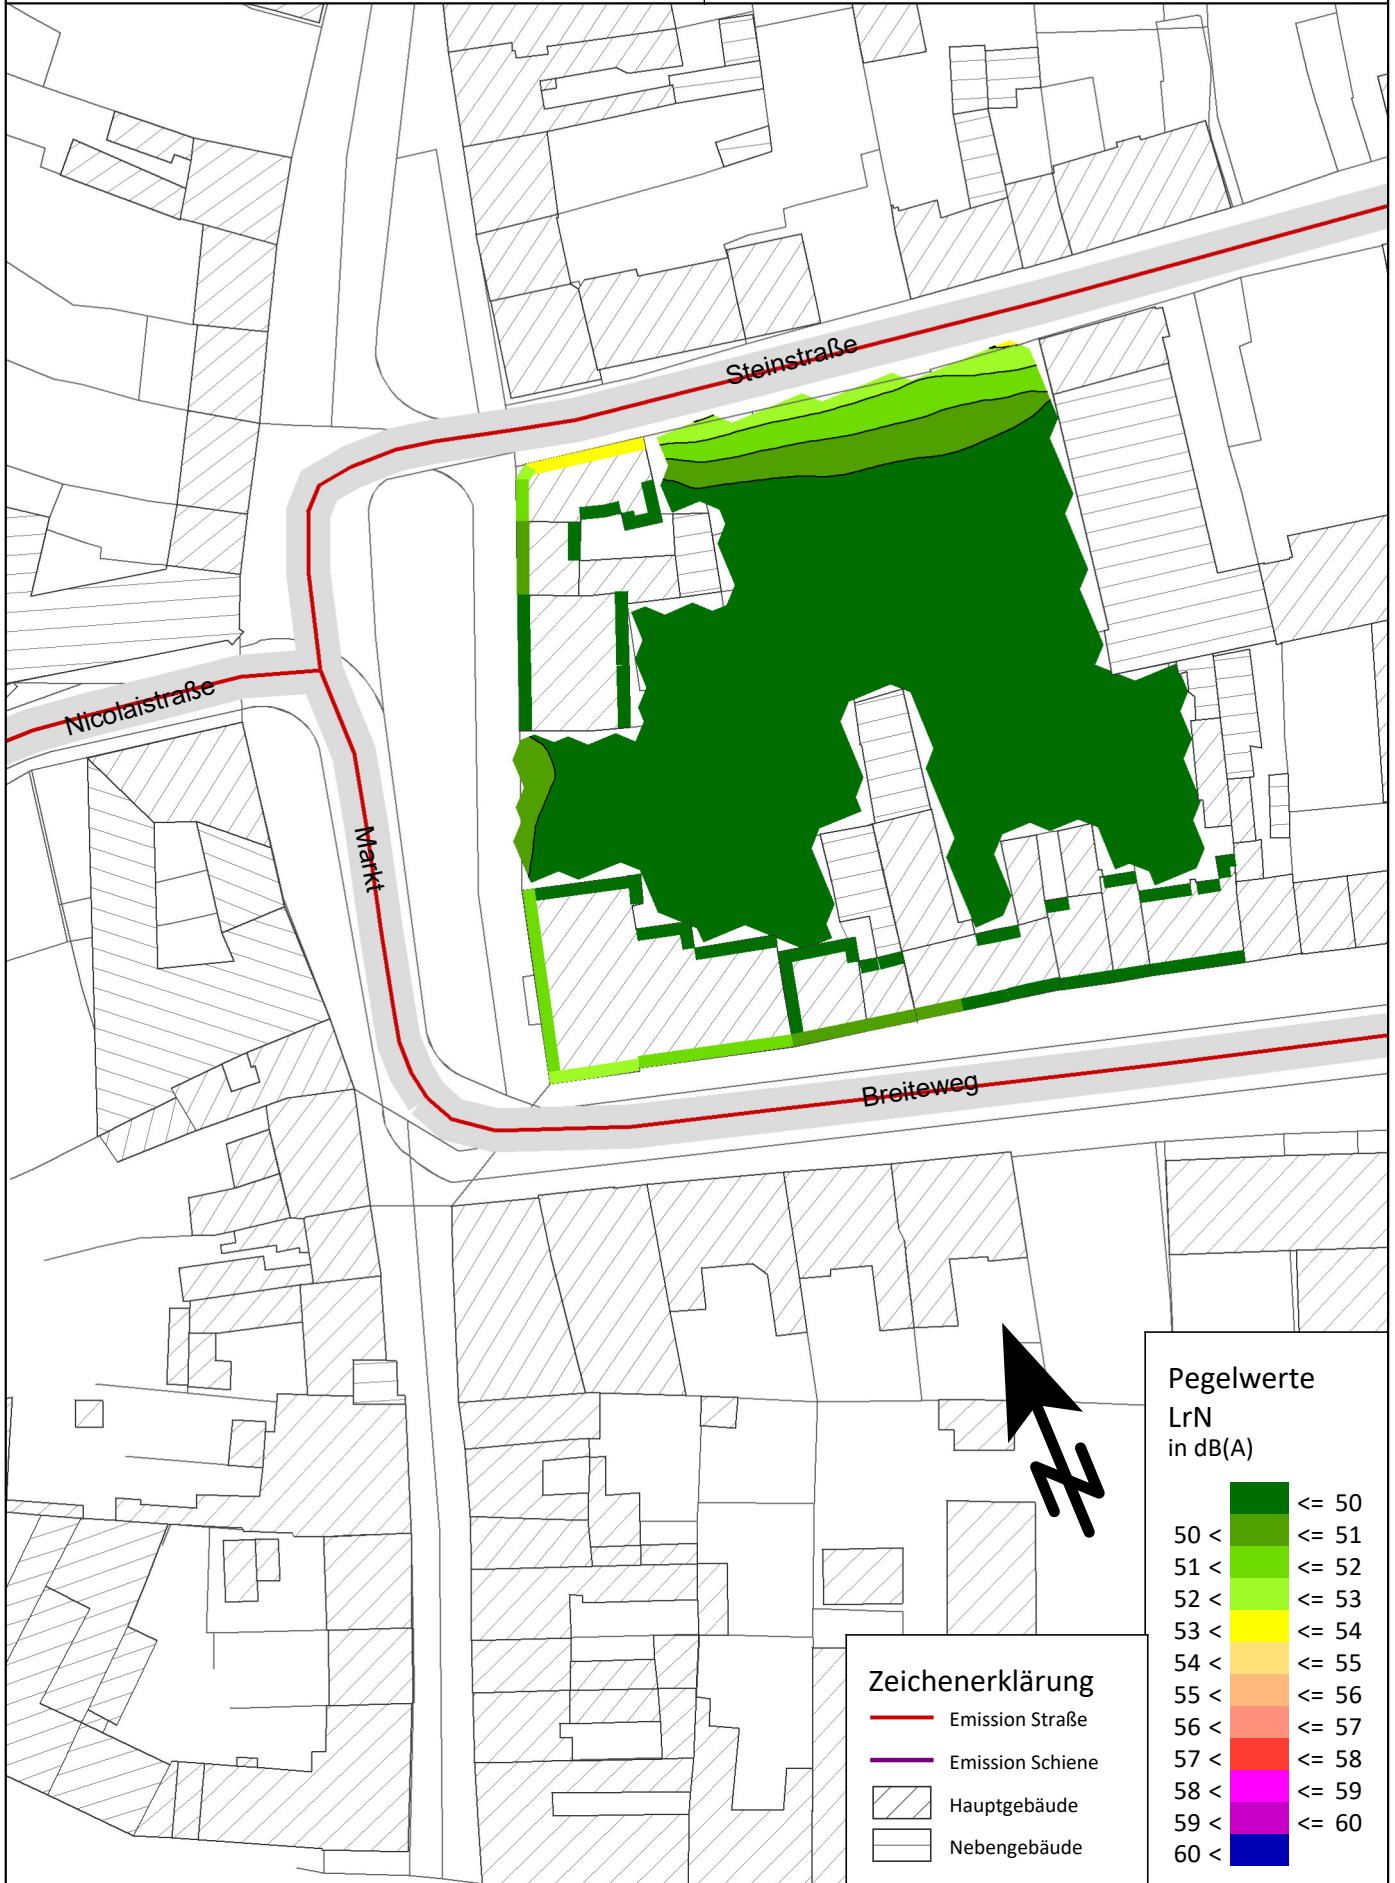 Steinstraße
Nicolaistraße
Markt
Breiteweg
Pegelwerte
LrN
in dB(A)
<= 50
50 < <= 51
51 < <= 52
52 < <= 53
53 < <= 54
54 < <= 55
55 < <= 56
56 < <= 57
57 < <= 58
58 < <= 59
59 < <= 60
60 <
Zeichenerklärung
Emission Straße
Emission Schiene
Hauptgebäude
Nebengebäude